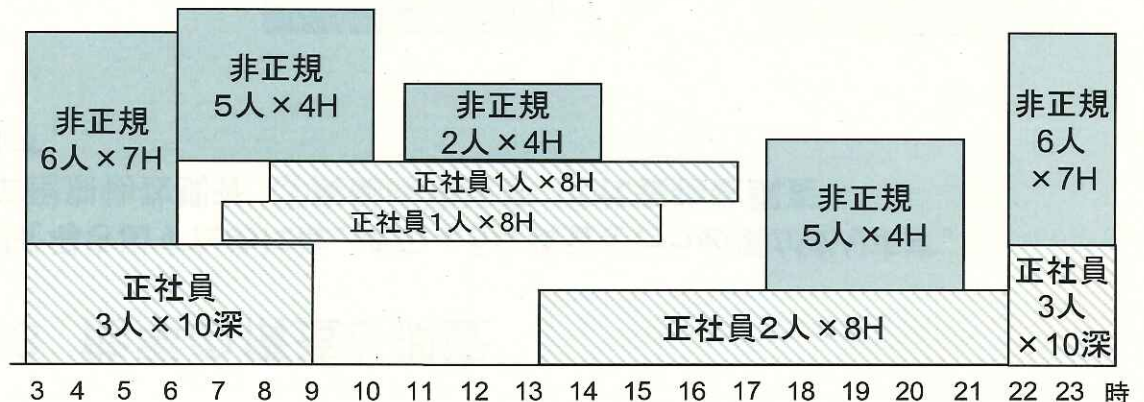 非正規
6人×7H
非正規
5人×4H
非正規
2人×4H
正社員1人×8H
正社員1人×8H
正社員
3人×10深
非正規
5人×4H
正社員2人×8H
非正規
6人
×7H
正社員
3人
×10深
3 4 5 6 7 8 9 10 11 12 13 14 15 16 17 18 19 20 21 22 23 時